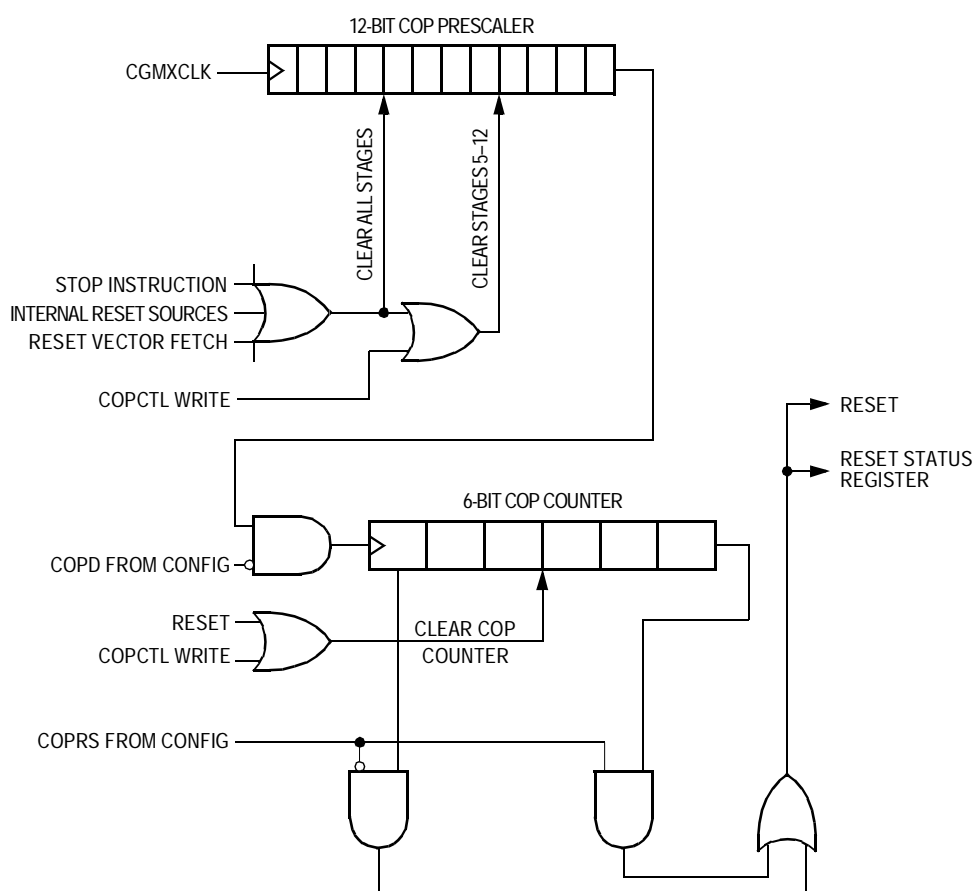 12-BIT COP PRESCALER
CGMXCLK
CLEAR ALL STAGES
CLEAR STAGES 5–12
STOP INSTRUCTION
INTERNAL RESET SOURCES
RESET VECTOR FETCH
COPCTL WRITE
RESET
RESET STATUS
REGISTER
6-BIT COP COUNTER
COPD FROM CONFIG
RESET
COPCTL WRITE
CLEAR COP
COUNTER
COPRS FROM CONFIG